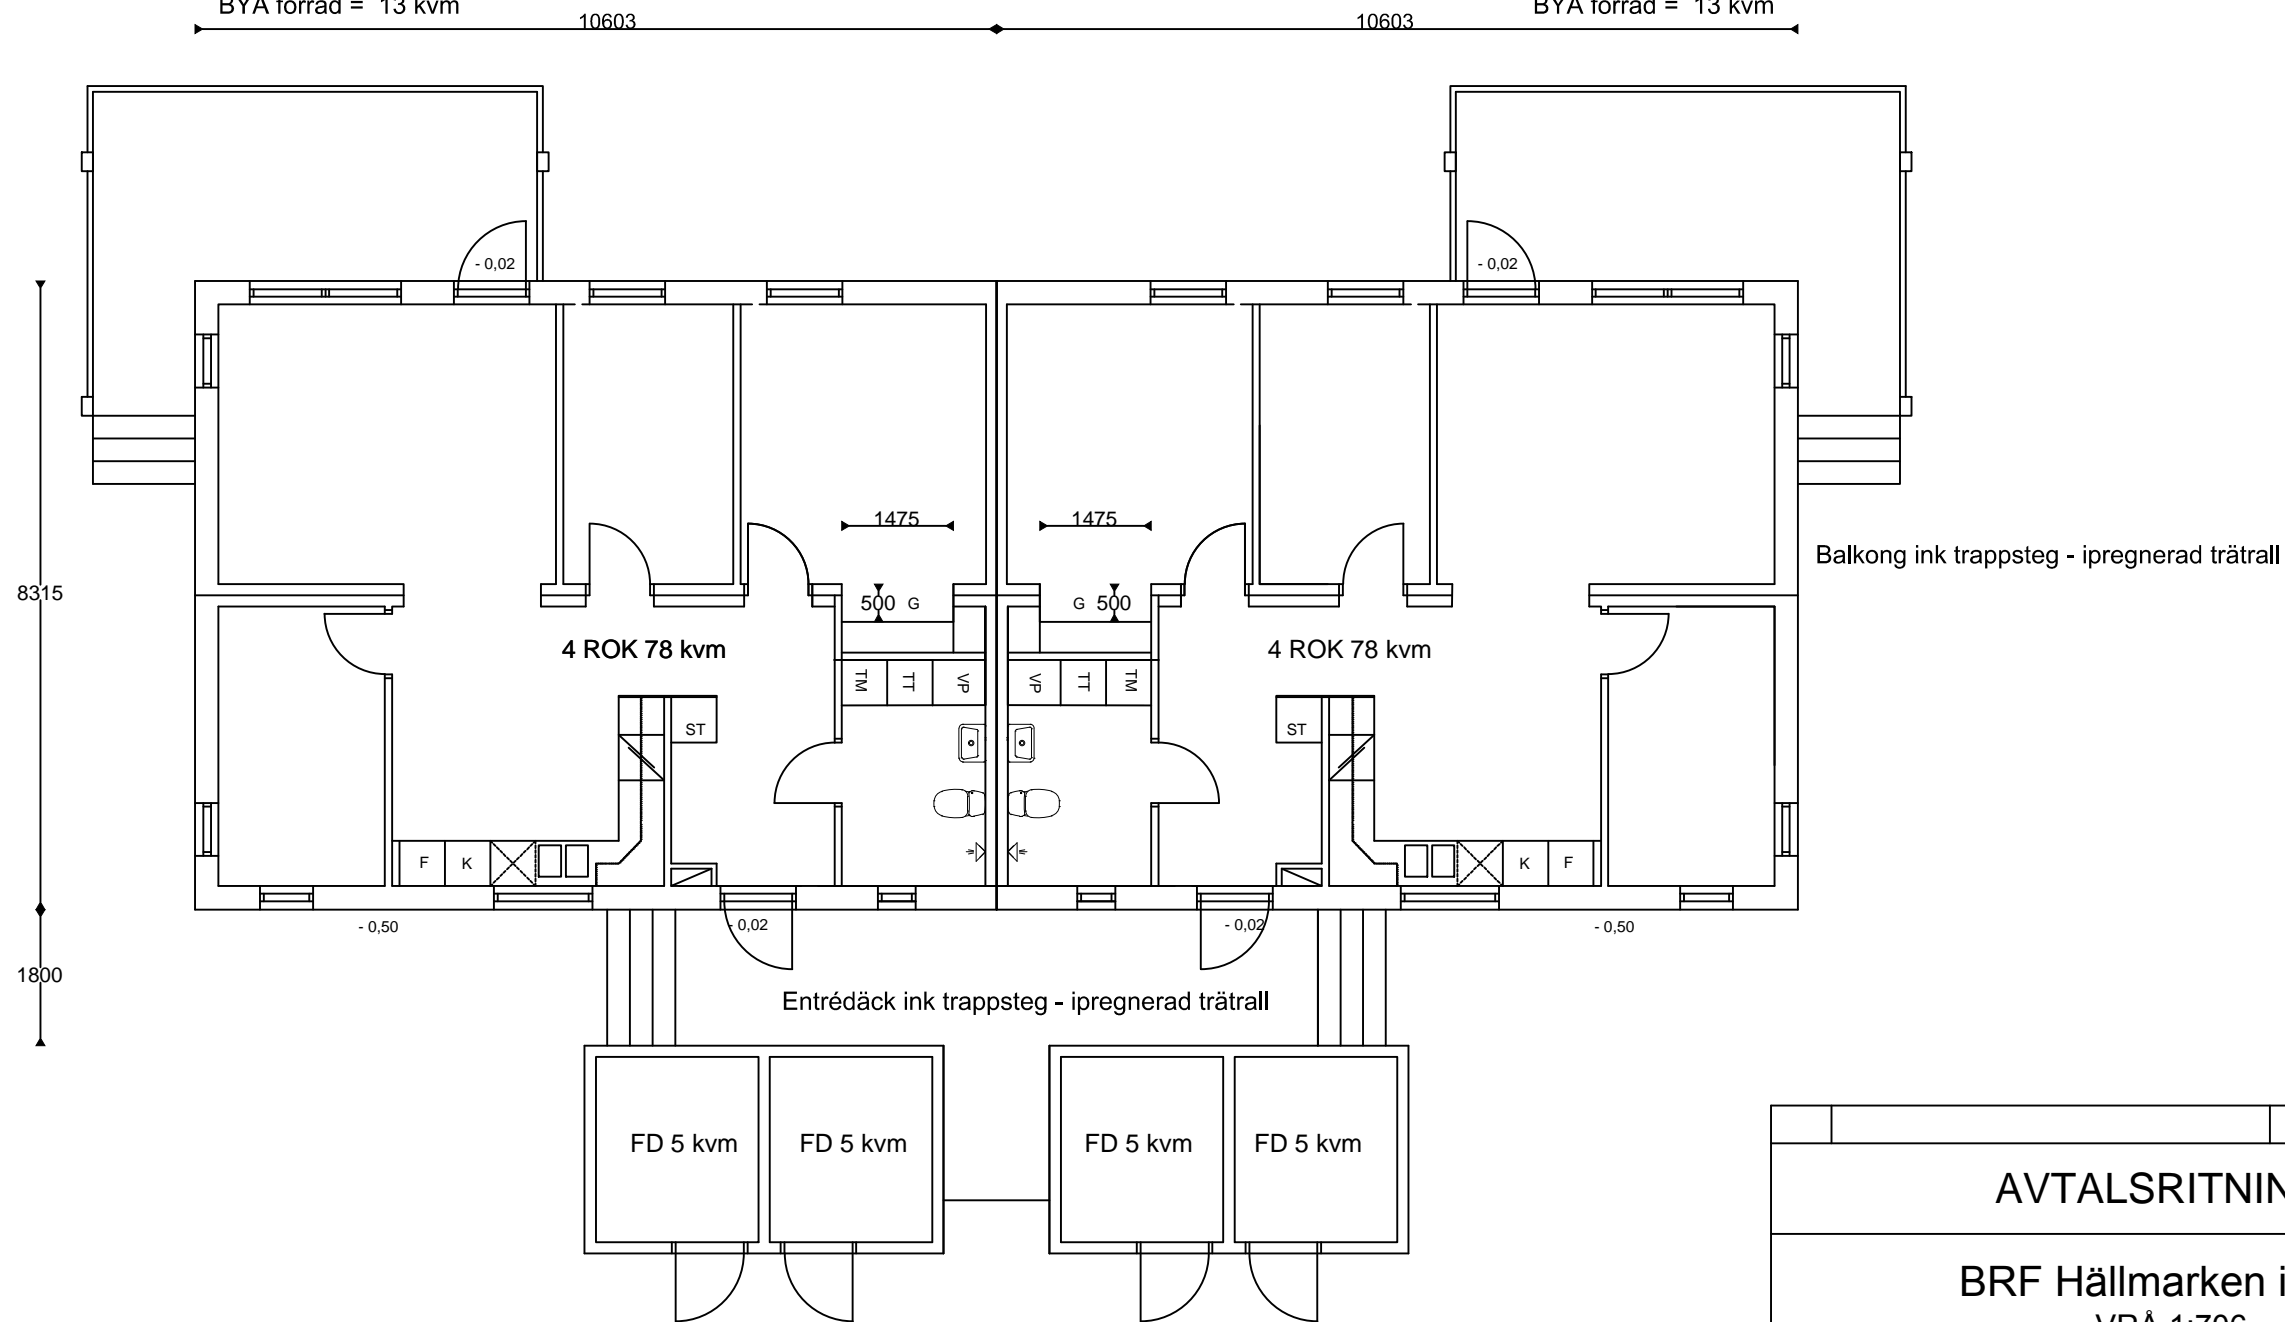 BYA förråd = 13 kvm
BYA förråd = 13 kvm
10603
10603
- 0,02
- 0,02
1475
1475
Balkong ink trappsteg - ipregnerad trätrall
8315
500 G
G 500
4 ROK 78 kvm
4 ROK 78 kvm
TM TT VP
VP TT TM
ST
ST
F K
K F
- 0,50
- 0,02
- 0,02
- 0,50
1800
Entrédäck ink trappsteg - ipregnerad trätrall
FD 5 kvm
FD 5 kvm
FD 5 kvm
FD 5 kvm
AVTALSRITNIN
BRF Hällmarken i
VRÅ 1:706